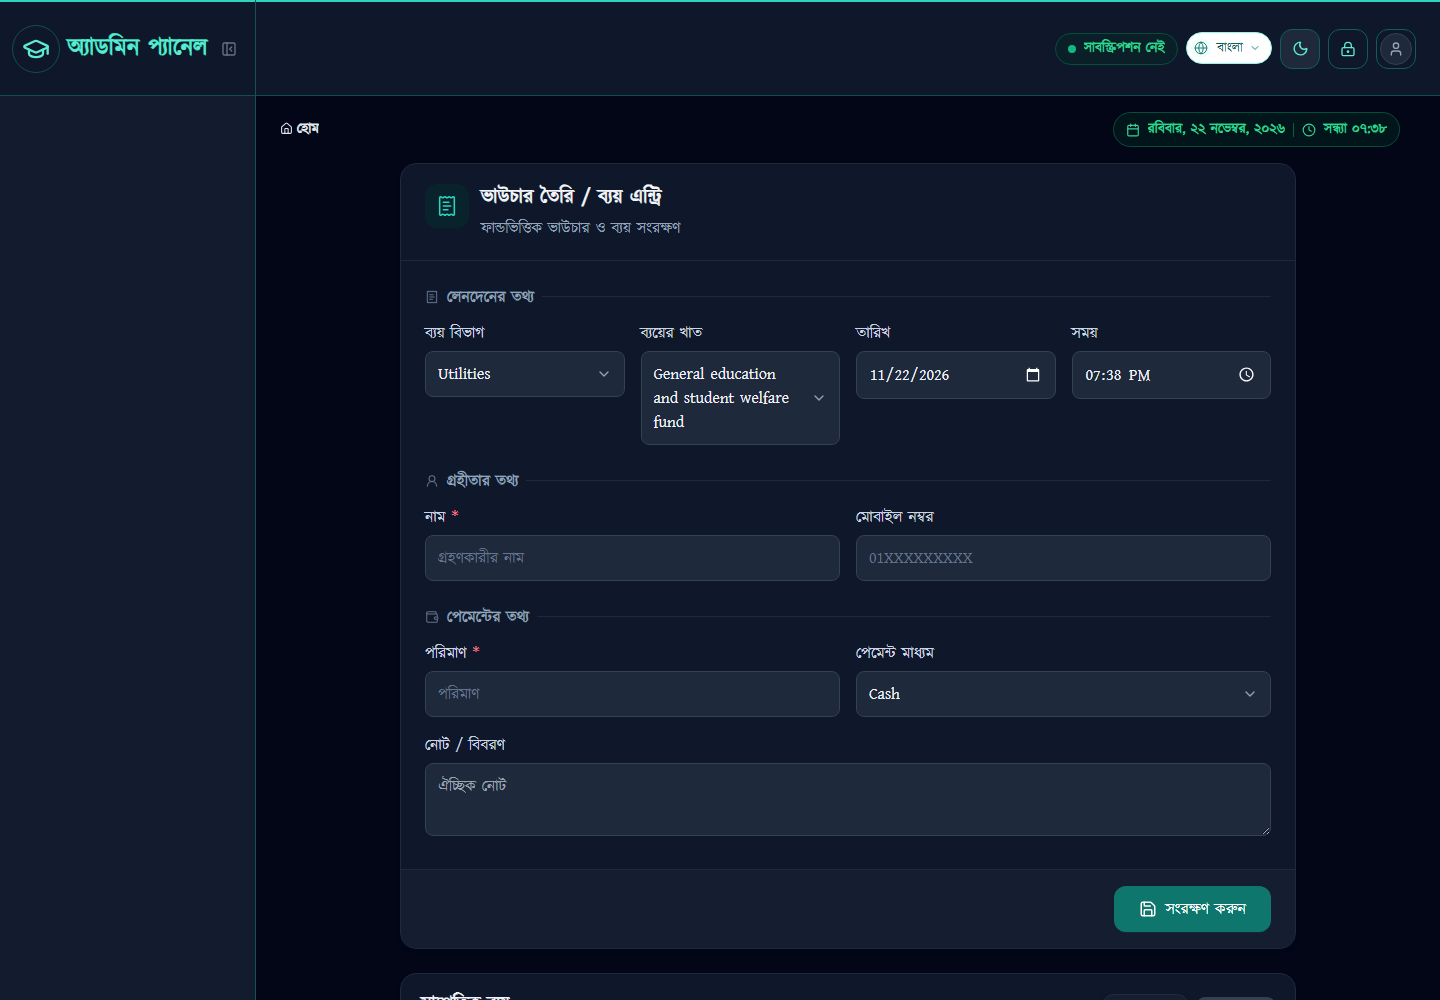 অ্যাডমিন প্যানেল
সাবস্ক্রিপশন নেই
বাংলা
হোম
রবিবার, ২২ নভেম্বর, ২০২৬
সন্ধ্যা ০৭:৩৮
ভাউচার তৈরি / ব্যয় এন্ট্রি
ফান্ডভিত্তিক ভাউচার ও ব্যয় সংরক্ষণ
লেনদেনের তথ্য
ব্যয় বিভাগ
ব্যয়ের খাত
তারিখ
সময়
Utilities
General education
and student welfare
fund
11/22/2026
07:38 PM
গ্রহীতার তথ্য
নাম *
মোবাইল নম্বর
গ্রহণকারীর নাম
01XXXXXXXXX
পেমেন্টের তথ্য
পরিমাণ *
পেমেন্ট মাধ্যম
পরিমাণ
Cash
নোট / বিবরণ
ঐচ্ছিক নোট
সংরক্ষণ করুন